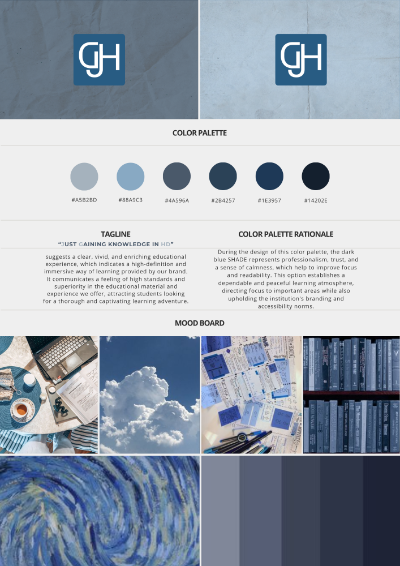 GJH
GJH
COLOR PALETTE
#A5B2BD
#88A9C3
#4A596A
#2B4257
#1E3957
#14202E
TAGLINE
“JUST GAINING KNOWLEDGE IN HD”
suggests a clear, vivid, and enriching educational
experience, which indicates a high-definition and
immersive way of learning provided by our brand.
It communicates a feeling of high standards and
superiority in the educational material and
experience we offer, attracting students looking
for a thorough and captivating learning adventure.
COLOR PALETTE RATIONALE
During the design of this color palette, the dark
blue SHADE represents professionalism, trust, and
a sense of calmness, which help to improve focus
and readability. This option establishes a
dependable and peaceful learning atmosphere,
directing focus to important areas while also
upholding the institution's branding and
accessibility norms.
MOOD BOARD